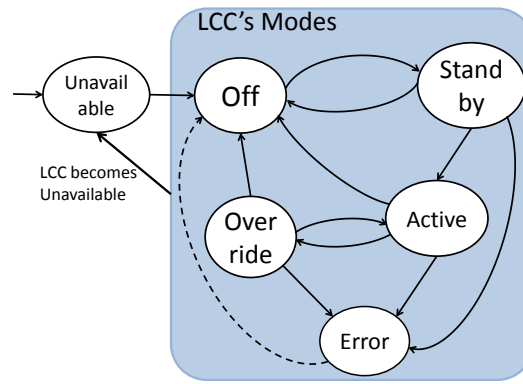 LCC's Modes
Unavail
able
Off
Stand
by
LCC becomes
Unavailable
Over
ride
Active
Error